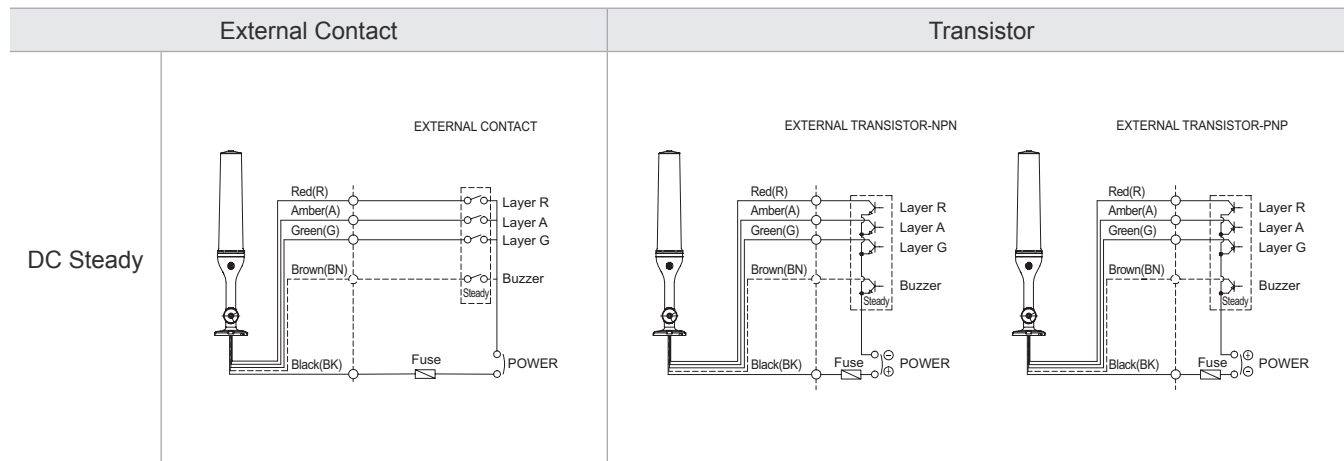 External Contact
Transistor
DC Steady
EXTERNAL CONTACT
Red(R)
Amber(A)
Green(G)
Brown(BN)
Black(BK)
Layer R
Layer A
Layer G
Buzzer
Steady
Fuse
POWER
EXTERNAL TRANSISTOR-NPN
Red(R)
Amber(A)
Green(G)
Brown(BN)
Black(BK)
Layer R
Layer A
Layer G
Buzzer
Steady
Fuse
POWER
EXTERNAL TRANSISTOR-PNP
Red(R)
Amber(A)
Green(G)
Brown(BN)
Black(BK)
Layer R
Layer A
Layer G
Buzzer
Steady
Fuse
POWER